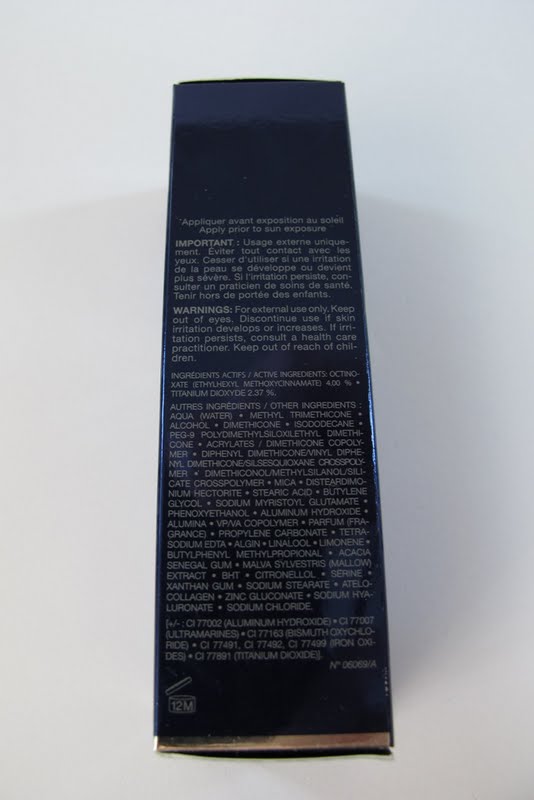 Appliquer avant exposition au soleil
Apply prior to sun exposure
IMPORTANT : Usage externe unique-
ment. Éviter tout contact avec les
yeux. Cesser d'utiliser si une irritation
de la peau se développe ou devient
plus sévère. Si l'irritation persiste, con-
sulter un praticien de soins de santé.
Tenir hors de portée des enfants.
WARNINGS: For external use only. Keep
out of eyes. Discontinue use if skin
irritation develops or increases. If irri-
tation persists, consult a health care
practitioner. Keep out of reach of chil-
dren.
INGRÉDIENTS ACTIFS / ACTIVE INGREDIENTS: OCTINO-
XATE (ETHYLHEXYL METHOXYCINNAMATE) 4.00 % •
TITANIUM DIOXYDE 2.37 %.
AUTRES INGRÉDIENTS / OTHER INGREDIENTS :
AQUA (WATER) • METHYL TRIMETHICONE •
ALCOHOL • DIMETHICONE • ISODODECANE •
PEG-9 POLYDIMETHYLSILOXILETHYL DIMETHI-
CONE • ACRYLATES / DIMETHICONE COPOLY-
MER • DIPHENYL DIMETHICONE/VINYL DIPHE-
NYL DIMETHICONE/SILSESQUIOXANE CROSSPOLY-
MER • DIMETHICONOL/METHYLSILANOL/SILI-
CATE CROSSPOLYMER • MICA • DISTEARDIMO-
NIUM HECTORITE • STEARIC ACID • BUTYLENE
GLYCOL • SODIUM MYRISTOYL GLUTAMATE •
PHENOXYETHANOL • ALUMINUM HYDROXIDE •
ALUMINA • VP/VA COPOLYMER • PARFUM (FRA-
GRANCE) • PROPYLENE CARBONATE • TETRA-
SODIUM EDTA • ALGIN • LINALOOL • LIMONENE •
BUTYLPHENYL METHYLPROPIONAL • ACACIA
SENEGAL GUM • MALVA SYLVESTRIS (MALLOW)
EXTRACT • BHT • CITRONELLOL • SERINE •
XANTHAN GUM • SODIUM STEARATE • ATELO-
COLLAGEN • ZINC GLUCONATE • SODIUM HYA-
LURONATE • SODIUM CHLORIDE.
[+/- : CI 77002 (ALUMINUM HYDROXIDE) • CI 77007
(ULTRAMARINES) • CI 77163 (BISMUTH OXYCHLO-
RIDE) • CI 77491, CI 77492, CI 77499 (IRON OXI-
DES) • CI 77891 (TITANIUM DIOXIDE)].
N° 06069/A
12M